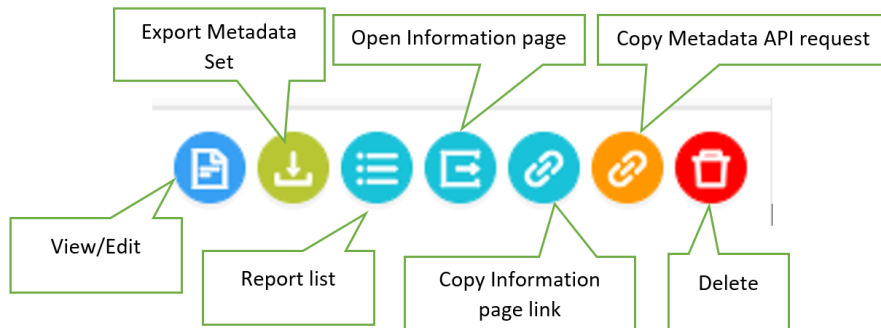 Export Metadata
Set
Open Information page
Copy Metadata API request
View/Edit
Report list
Copy Information
page link
Delete